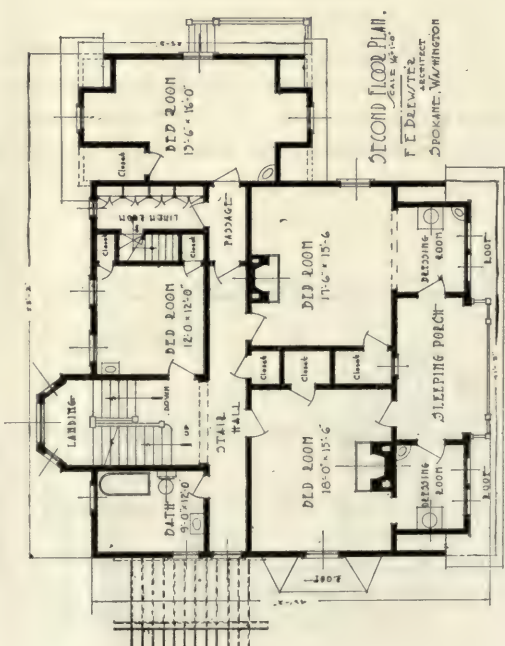 SECOND FLOOR PLAN.
SCALE ¼"=1'-0"
F E DREWSTER
ARCHITECT
SPOKANE, WASHINGTON
BED ROOM
13'-6" × 16'-0"
Closet
LINEN ROOM
PASSAGE
Closet
Closet
BED ROOM
12'-0" × 12'-0"
BED ROOM
17'-6" × 15'-6
DRESSING
ROOM
ROOF
LANDING
DOWN
UP
STAIR
HALL
Closet
Closet
Closet
SLEEPING PORCH
BATH
9'-0" × 12'-0
BED ROOM
18'-0" × 15'-6
DRESSING
ROOM
ROOF
ROOF